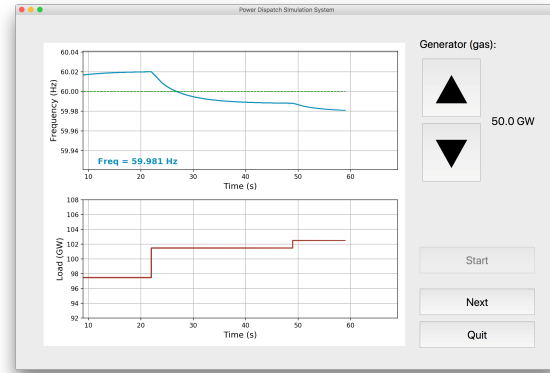 Power Dispatch Simulation System
Generator (gas):
50.0 GW
Start
Next
Quit
60.04
60.02
60.00
59.98
59.96
59.94
Frequency (Hz)
Freq = 59.981 Hz
10 20 30 40 50 60
Time (s)
108
106
104
102
100
98
96
94
92
Load (GW)
10 20 30 40 50 60
Time (s)